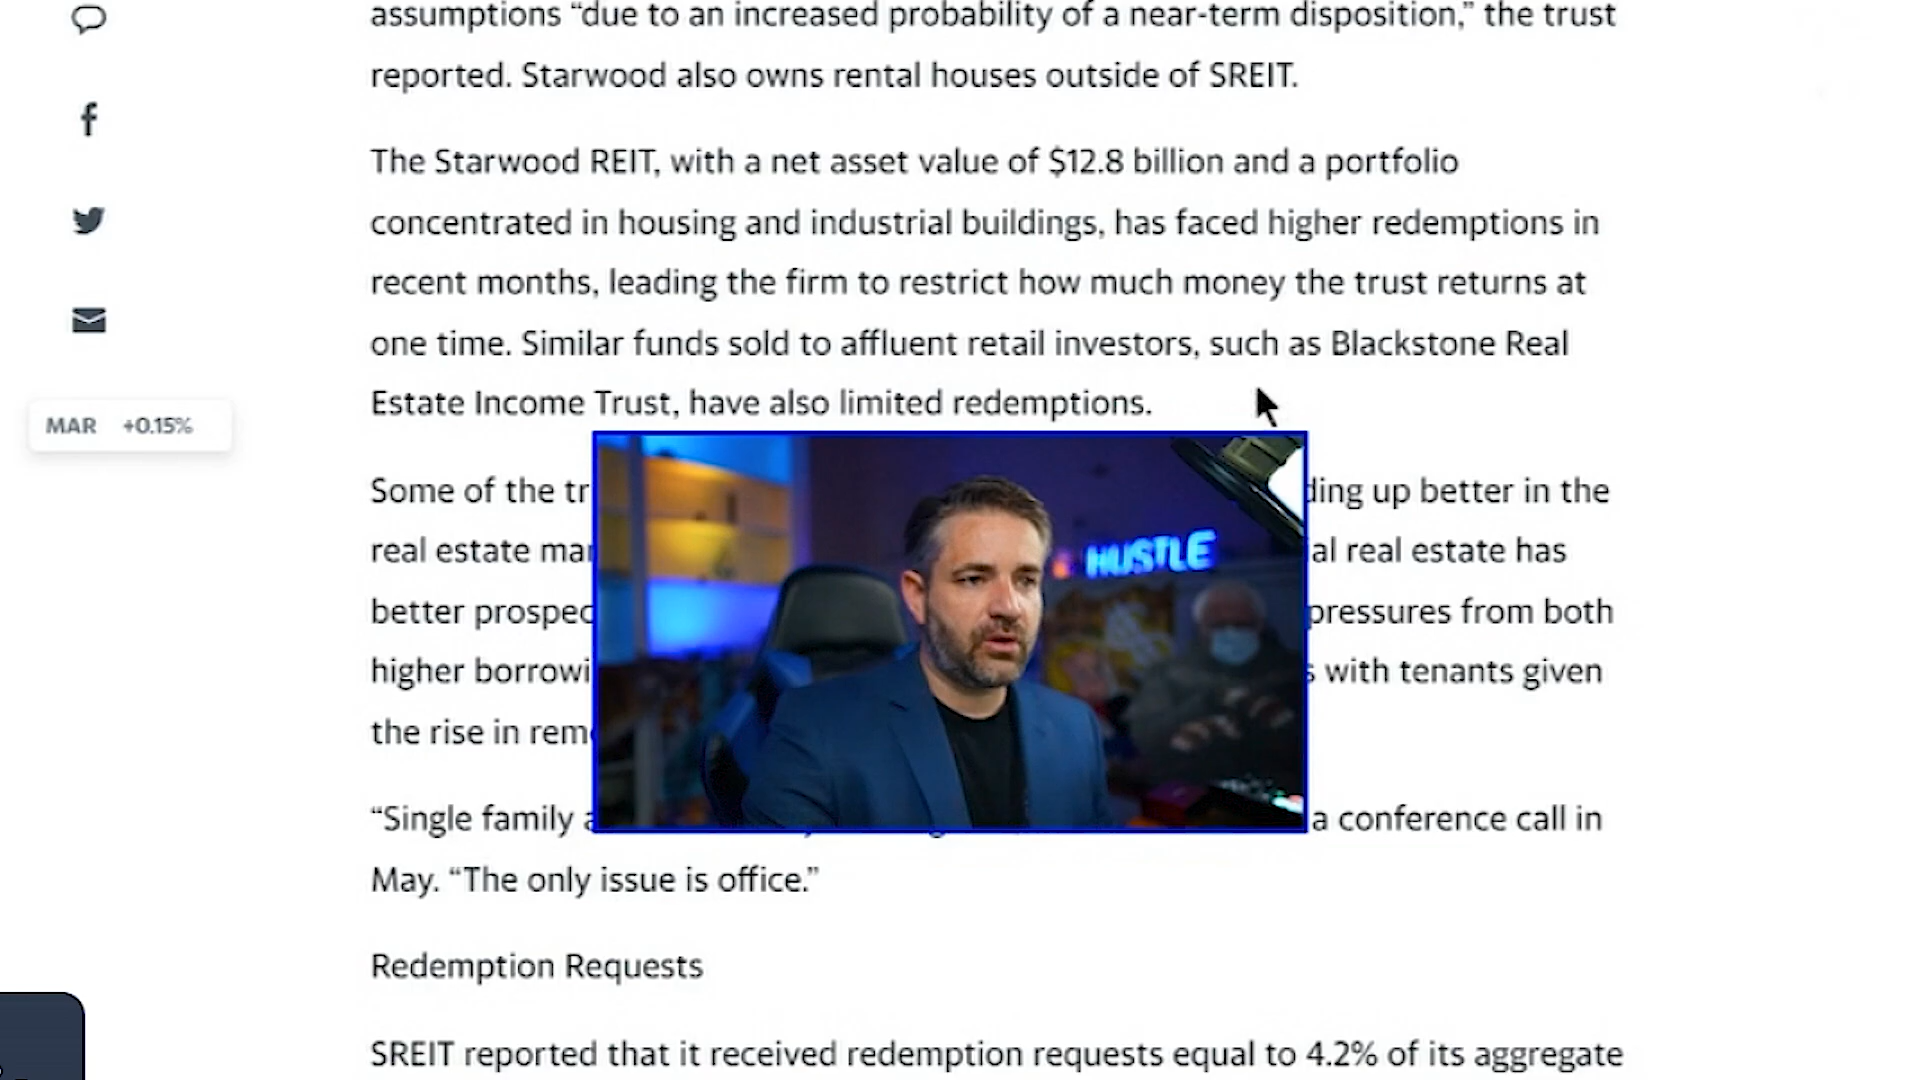 assumptions “due to an increased probability of a near-term disposition,” the trust
reported. Starwood also owns rental houses outside of SREIT.
The Starwood REIT, with a net asset value of $12.8 billion and a portfolio
concentrated in housing and industrial buildings, has faced higher redemptions in
recent months, leading the firm to restrict how much money the trust returns at
one time. Similar funds sold to affluent retail investors, such as Blackstone Real
Estate Income Trust, have also limited redemptions.
MAR +0.15%
Some of the ding up better in the
real estate real estate has
better pressures from both
higher with tenants given
the rise in
HUSTLE
“Single family a conference call in
May. “The only issue is office.”
Redemption Requests
SREIT reported that it received redemption requests equal to 4.2% of its aggregate